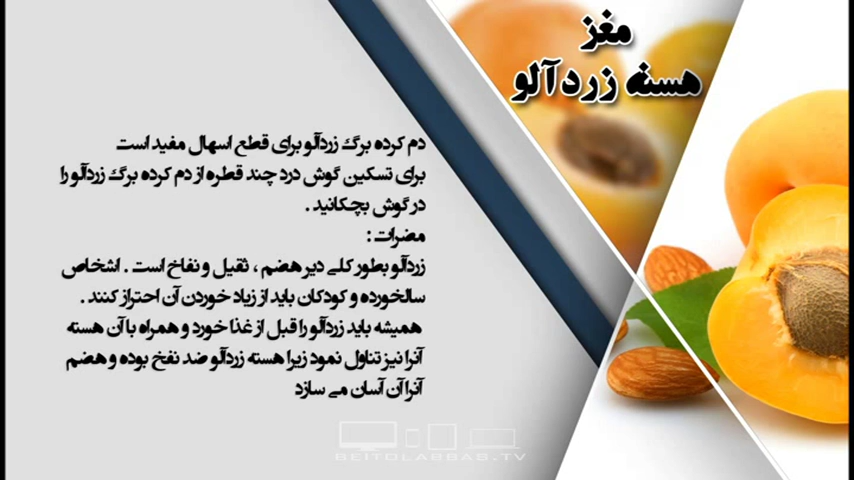 مغز
هسته زردآلو
دم کرده برگ زردآلو برای قطع اسهال مفید است
برای تسکین گوش درد چند قطره از دم کرده برگ زردآلو را
در گوش بچکانید .
مضرات :
زردآلو بطور کلی دیر هضم ، ثقیل و نفاخ است . اشخاص
سالخورده و کودکان باید از زیاد خوردن آن احتراز کنند .
همیشه باید زردآلو را قبل از غذا خورد و همراه با آن هسته
آنرا نیز تناول نمود زیرا هسته زردآلو ضد نفخ بوده و هضم
آنرا آن آسان می سازد
BEITOLABBAS.TV